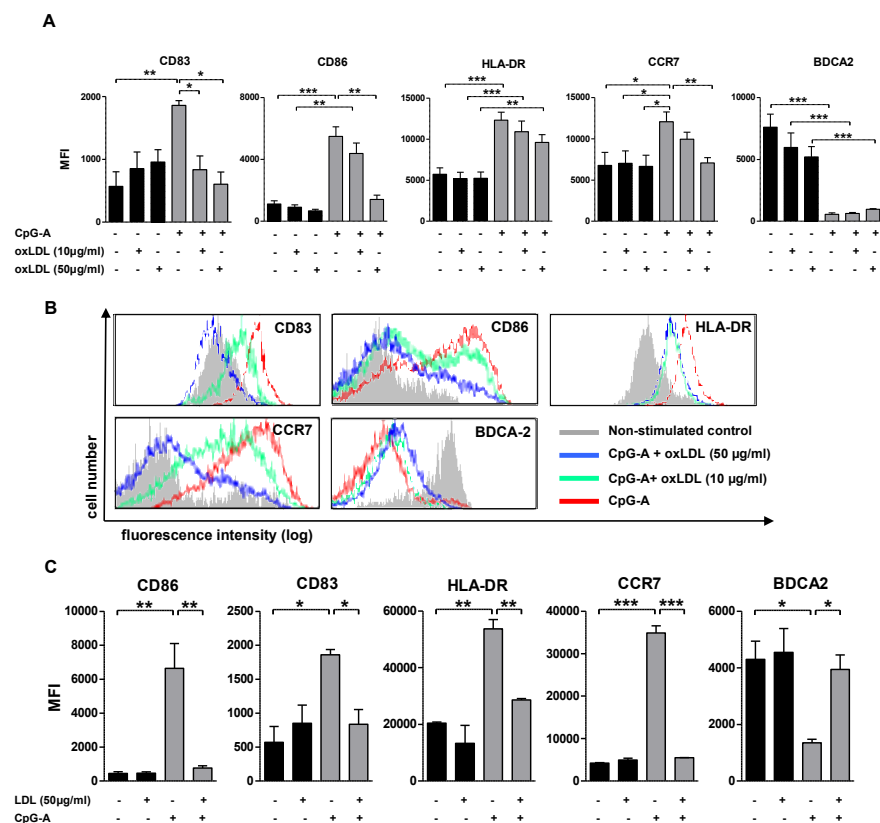 A
CD83 CD86 HLA-DR CCR7 BDCA2
** * * *** ** ** *** *** ** * * * ** *** *** ***
2000 8000 15000 15000 10000
1000 4000 10000 10000 5000
5000 5000
0 0 0 0 0
MFI
CpG-A - - - + + + - - - + + + - - - + + + - - - + + + - - - + + +
oxLDL (10µg/ml) - + - - + - - + - - + - - + - - + - - + - - + - - + - - + -
oxLDL (50µg/ml) - - + - - + - - + - - + - - + - - + - - + - - + - - + - - +
B
CD83 CD86 HLA-DR
CCR7 BDCA-2
cell number
fluorescence intensity (log)
Non-stimulated control
CpG-A + oxLDL (50 µg/ml)
CpG-A+ oxLDL (10 µg/ml)
CpG-A
C
CD86 CD83 HLA-DR CCR7 BDCA2
** ** * * ** ** *** *** * *
10000 2500 60000 40000 6000
8000 2000 40000 30000 4000
6000 1500 20000 20000 2000
4000 1000 0 10000 0
2000 500 0
0 0
MFI
LDL (50µg/ml) - + - + - + - + - + - + - + - + - + - +
CpG-A - - + + - - + + - - + + - - + + - - + +